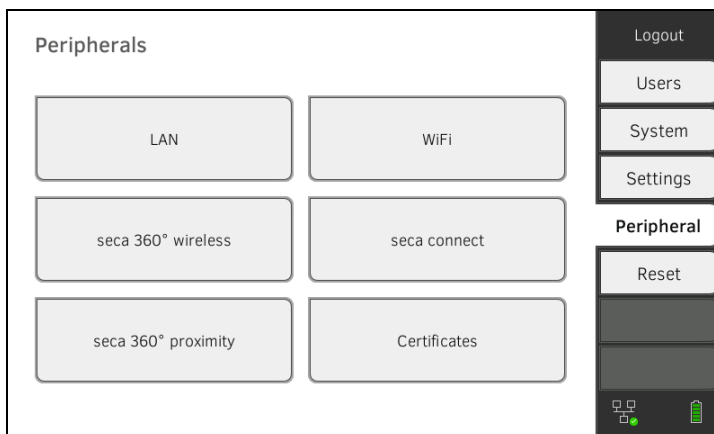 Peripherals
LAN
WiFi
seca 360° wireless
seca connect
seca 360° proximity
Certificates
Logout
Users
System
Settings
Peripheral
Reset